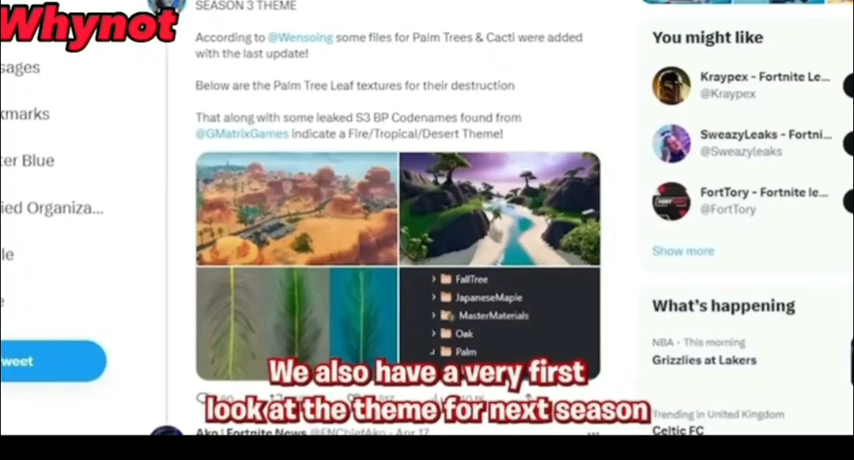 Whynot
SEASON 3 THEME
According to @Wensoing some files for Palm Trees & Cacti were added
with the last update!
Below are the Palm Tree Leaf textures for their destruction
That along with some leaked S3 BP Codenames found from
@GMatrixGames Indicate a Fire/Tropical/Desert Theme!
sages
kmarks
ter Blue
ied Organiza...
le
e
weet
FallTree
JapaneseMaple
MasterMaterials
Oak
Palm
We also have a very first
look at the theme for next season
Ako | Fortnite News @FNChiefAko · Apr 17
You might like
Kraypex - Fortnite Le...
@Kraypex
SweazyLeaks - Fortni...
@Sweazyleaks
FortTory - Fortnite le...
@FortTory
Show more
What's happening
NBA · This morning
Grizzlies at Lakers
Trending in United Kingdom
Celtic FC